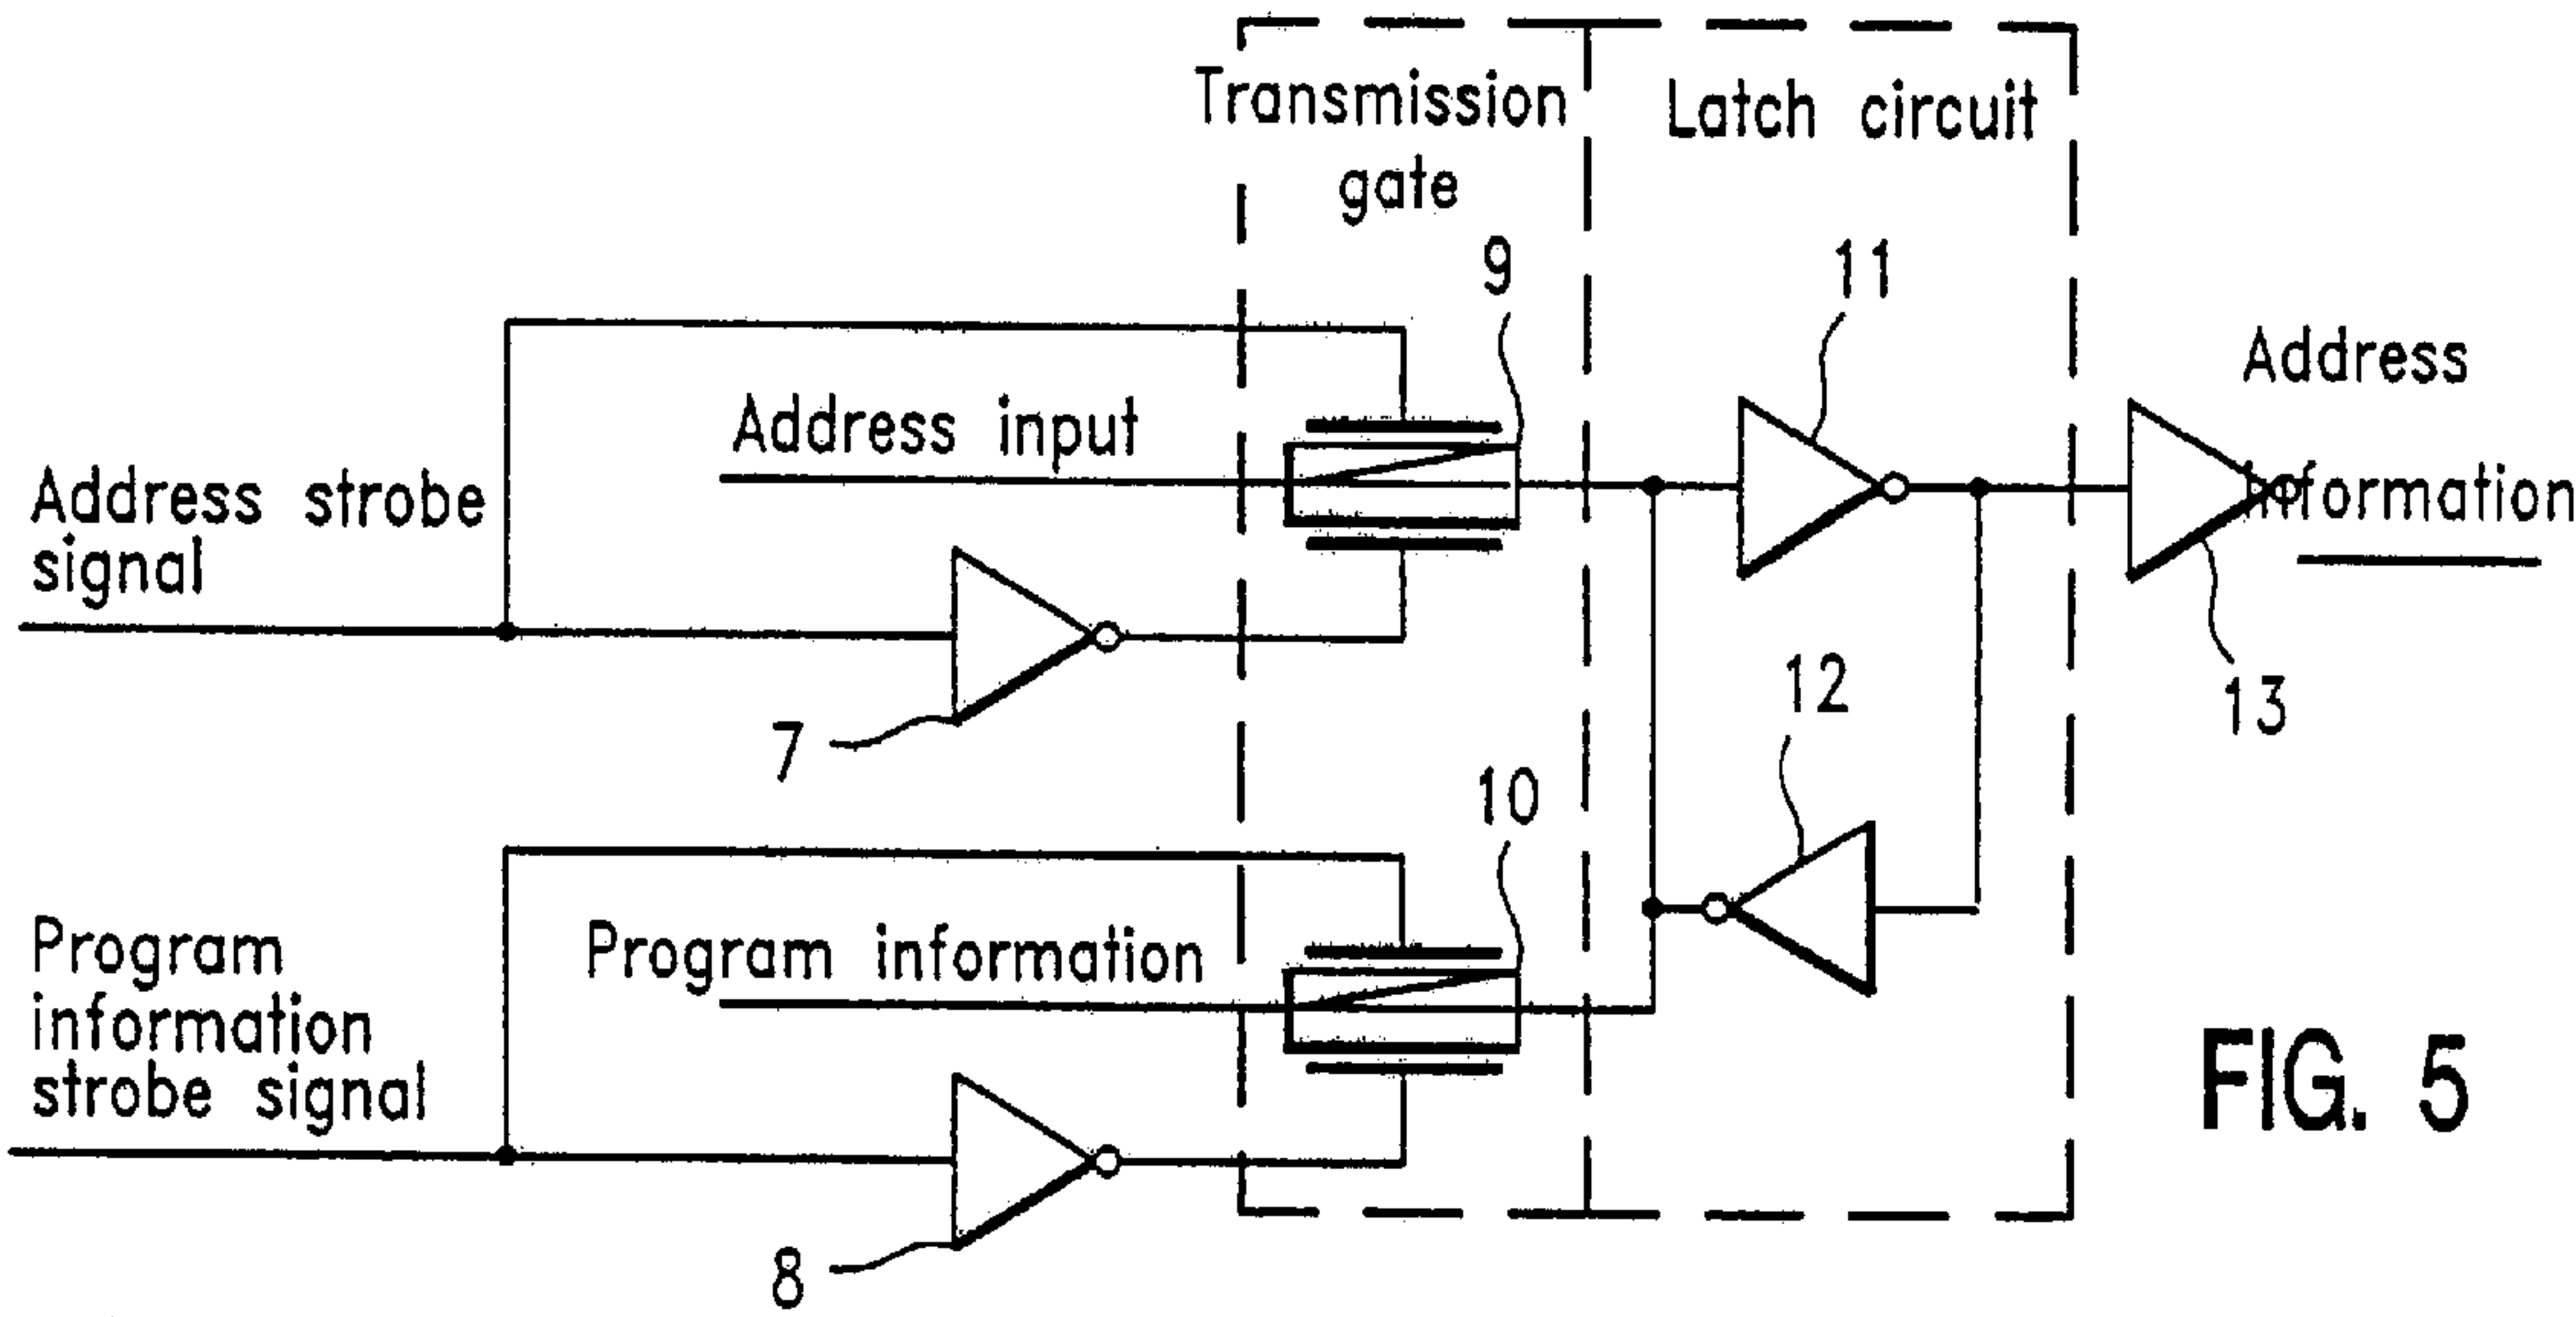 Transmission
gate
Latch circuit
9
11
Address
information
Address input
Address strobe
signal
7
12
13
10
Program information
Program
information
strobe signal
8
FIG. 5